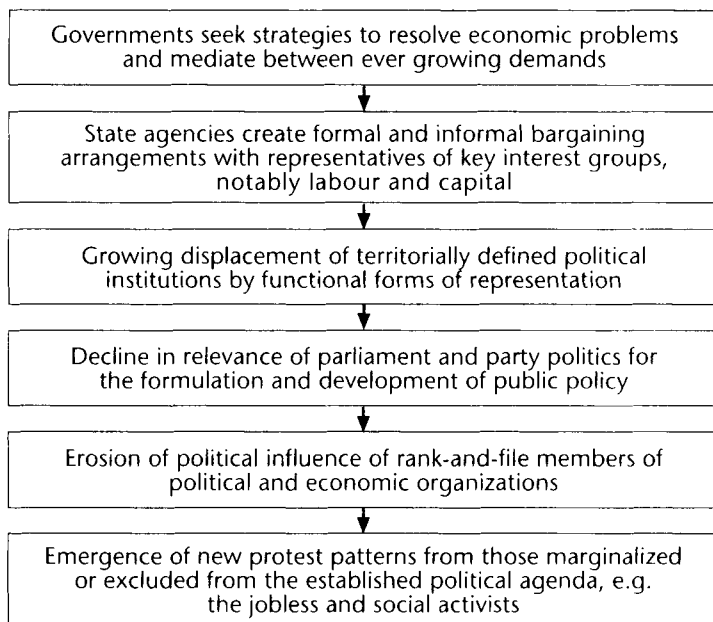 Governments seek strategies to resolve economic problems
and mediate between ever growing demands
State agencies create formal and informal bargaining
arrangements with representatives of key interest groups,
notably labour and capital
Growing displacement of territorially defined political
institutions by functional forms of representation
Decline in relevance of parliament and party politics for
the formulation and development of public policy
Erosion of political influence of rank-and-file members of
political and economic organizations
Emergence of new protest patterns from those marginalized
or excluded from the established political agenda, e.g.
the jobless and social activists